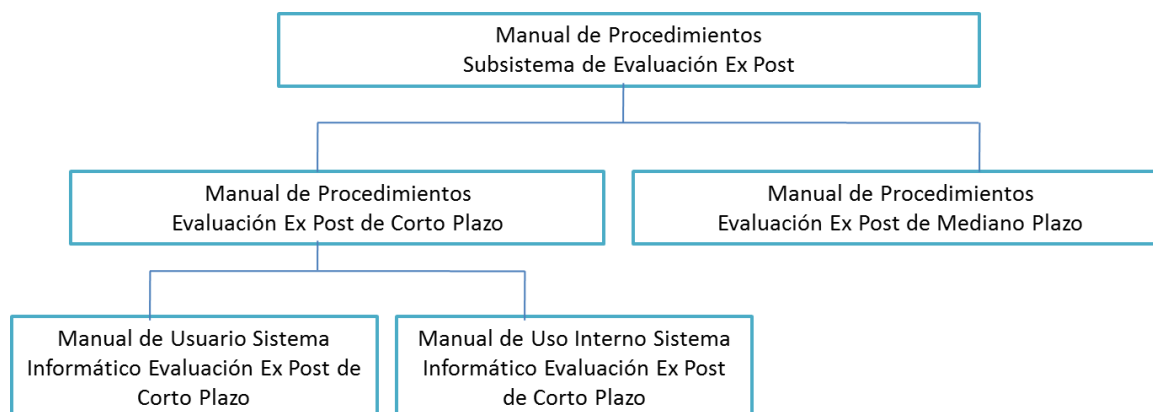 Manual de Procedimientos
Subsistema de Evaluación Ex Post
Manual de Procedimientos
Evaluación Ex Post de Corto Plazo
Manual de Procedimientos
Evaluación Ex Post de Mediano Plazo
Manual de Usuario Sistema
Informático Evaluación Ex Post de
Corto Plazo
Manual de Uso Interno Sistema
Informático Evaluación Ex Post
de Corto Plazo